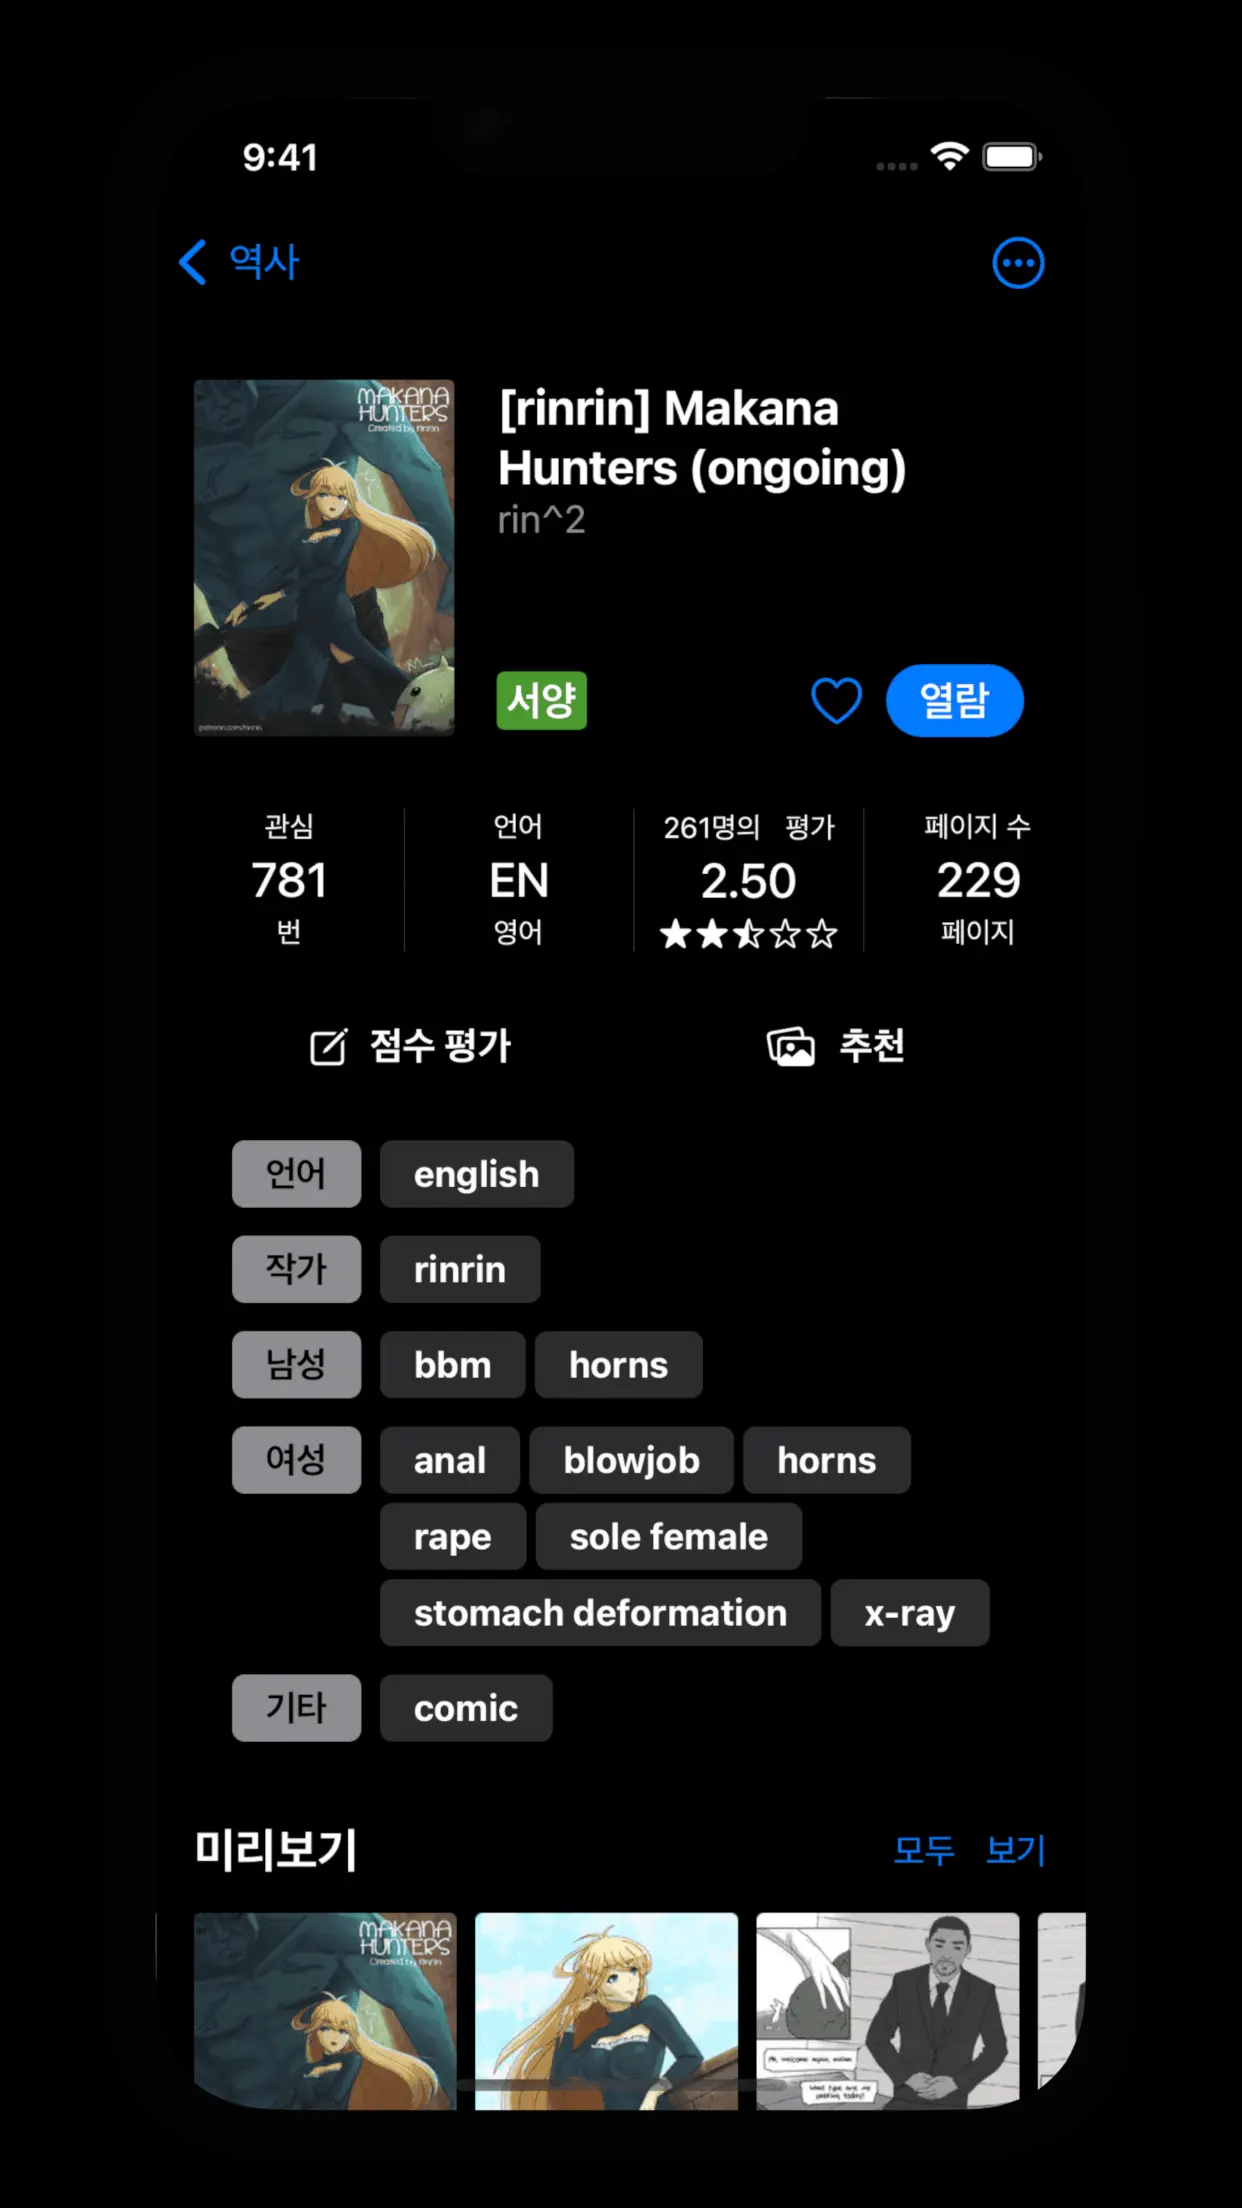 9:41
역사
MAKANA
HUNTERS
Created by rinrin
patreon.com/rinrin
[rinrin] Makana
Hunters (ongoing)
rin^2
서양
열람
관심
781
번
언어
EN
영어
261명의 평가
2.50
페이지 수
229
페이지
점수 평가
추천
언어
english
작가
rinrin
남성
bbm
horns
여성
anal
blowjob
horns
rape
sole female
stomach deformation
x-ray
기타
comic
미리보기
모두 보기
MAKANA
HUNTERS
Created by rinrin